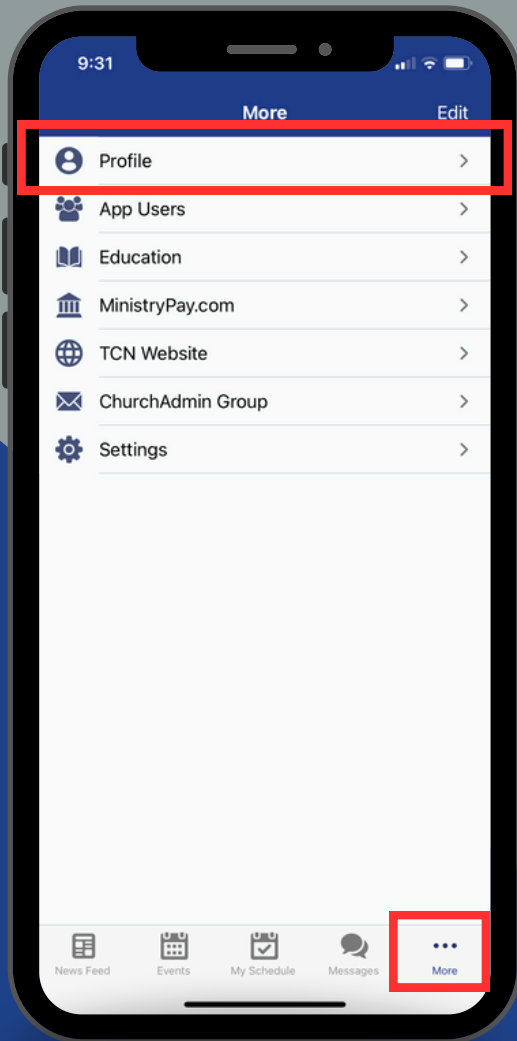 9:31
More Edit
Profile
App Users
Education
MinistryPay.com
TCN Website
ChurchAdmin Group
Settings
News Feed Events My Schedule Messages More